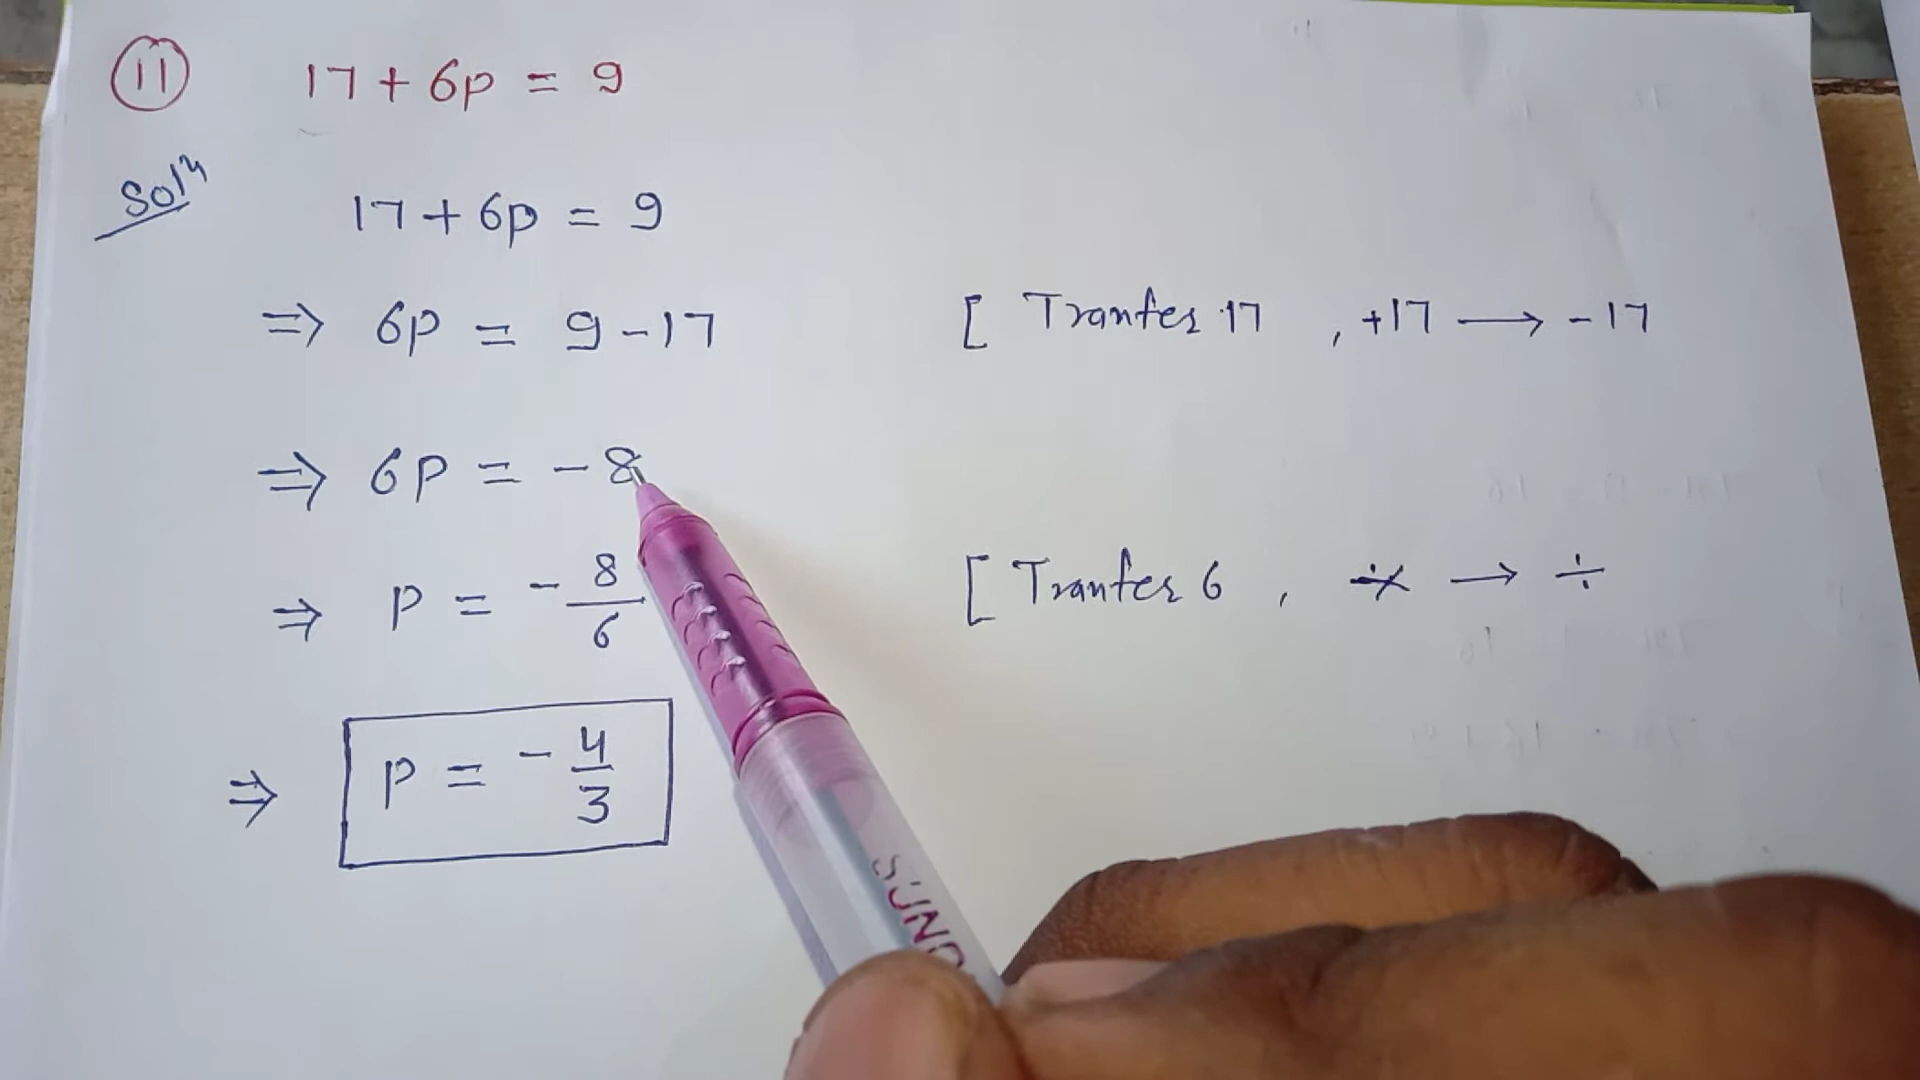 11 17 + 6p = 9
Soln
17 + 6p = 9
⇒ 6p = 9 - 17 [ Tranfer 17 , +17 → - 17
⇒ 6p = - 8
⇒ p = - 8/6 [ Tranfer 6 , × → ÷
⇒ p = - 4/3